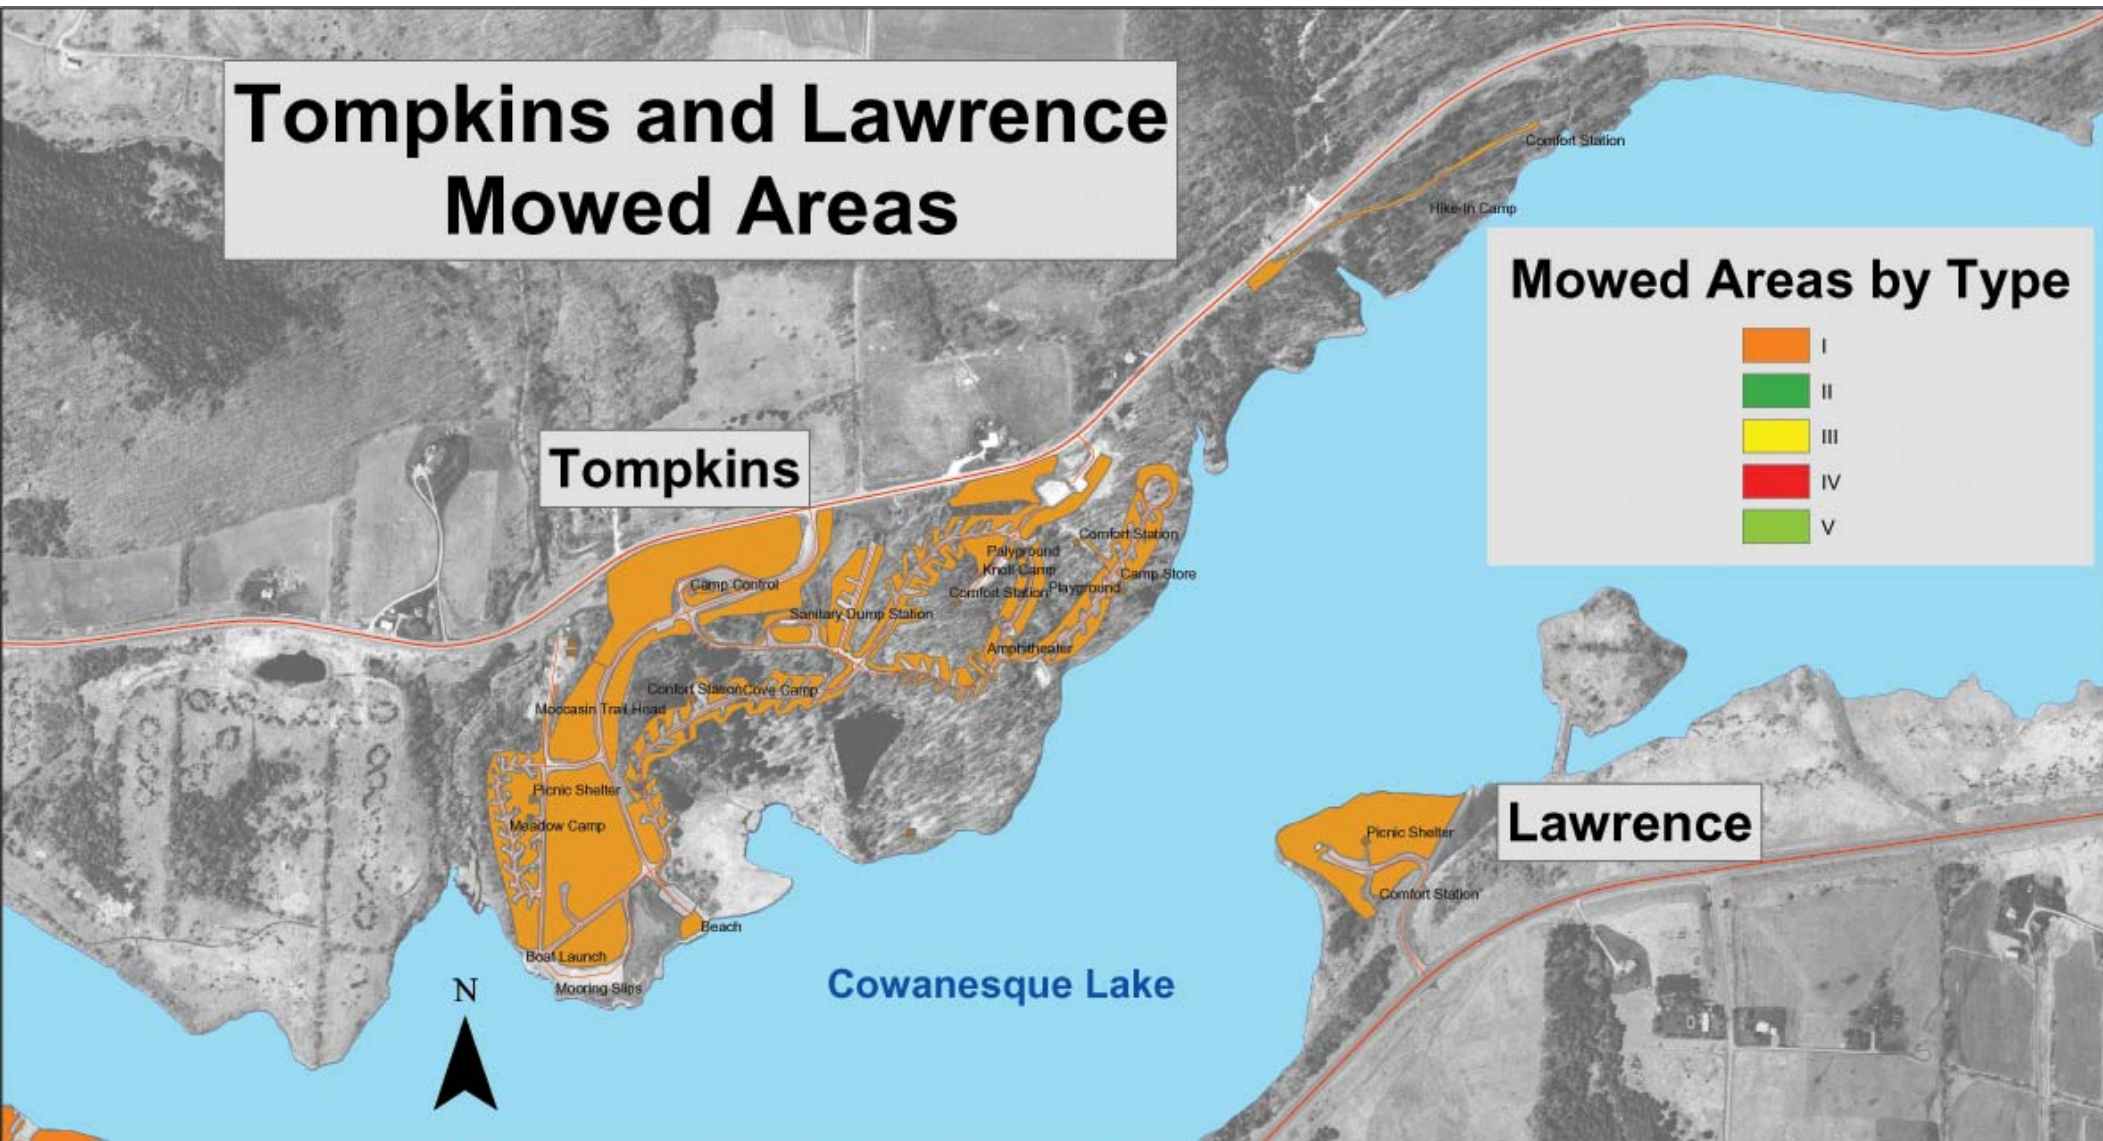 Tompkins and Lawrence
Mowed Areas
Comfort Station
Hike-In Camp
Mowed Areas by Type
I
II
III
IV
V
Tompkins
Comfort Station
Palyground
Knoll Camp
Camp Store
Camp Control
Playground
Comfort Station
Sanitary Dump Station
Amphitheater
Comfort Station
Cove Camp
Moccasin Trail Head
Picnic Shelter
Meadow Camp
Beach
Boat Launch
Mooring Slips
N
Cowanesque Lake
Lawrence
Picnic Shelter
Comfort Station